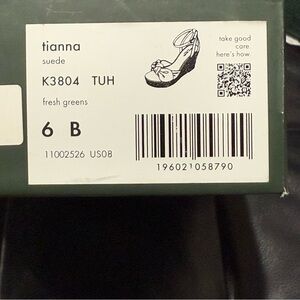 tianna
suede
K3804 TUH
fresh greens
6 B
11002526 US08
take good
care.
here's how.
196021058790